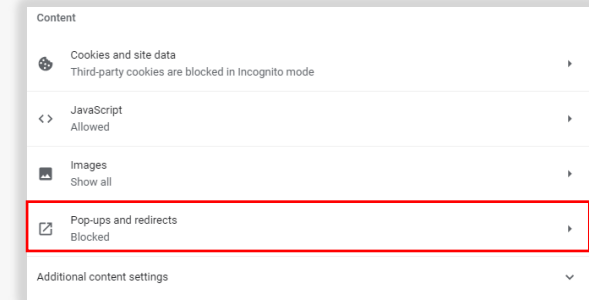 Content
Cookies and site data
Third-party cookies are blocked in Incognito mode
JavaScript
Allowed
Images
Show all
Pop-ups and redirects
Blocked
Additional content settings